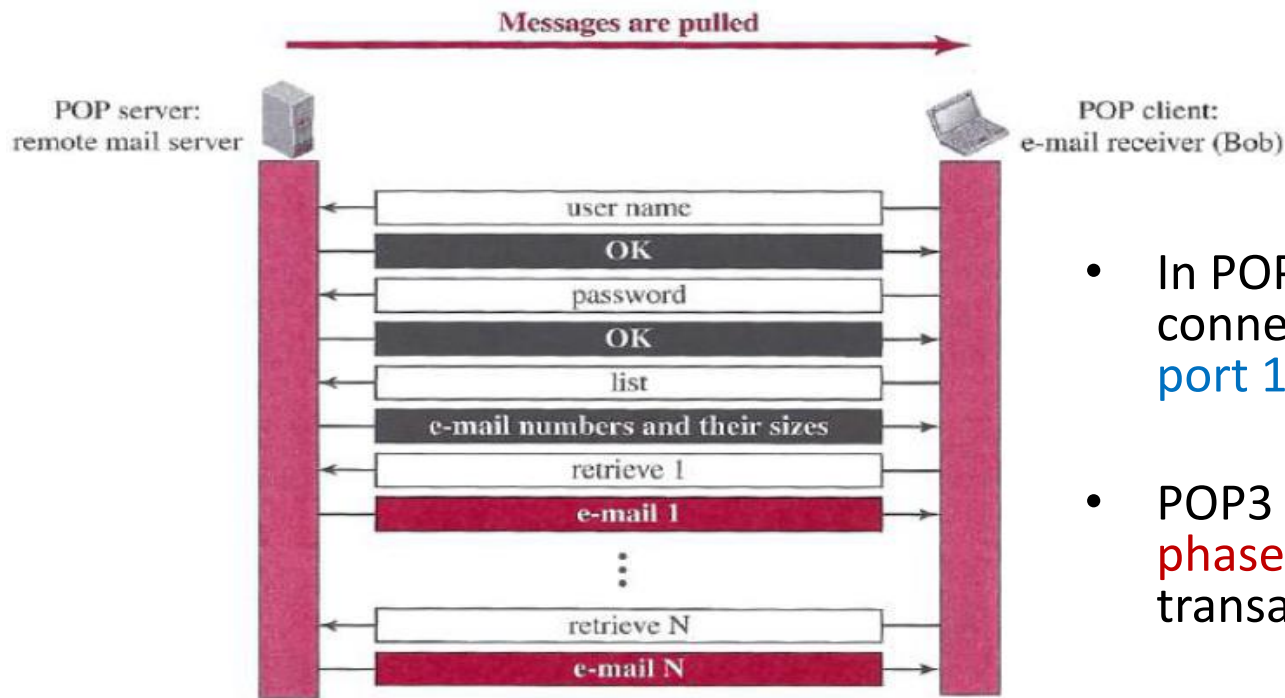 Messages are pulled
POP server:
remote mail server
POP client:
e-mail receiver (Bob)
user name
OK
password
OK
list
e-mail numbers and their sizes
retrieve 1
e-mail 1
retrieve N
e-mail N
• In POP
conne
port 1
• POP3
phase
transa